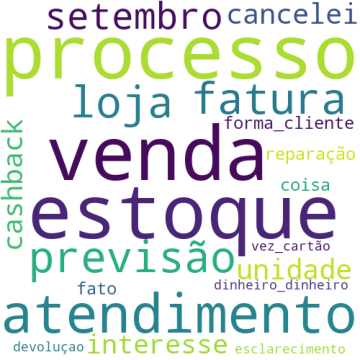 setembro cancelei
processo
loja fatura
forma_cliente
venda
reparação
cashback
coisa
estoque
previsão
vez_cartão
unidade
fato
dinheiro_dinheiro
atendimento
interesse
devoluçao
esclarecimento